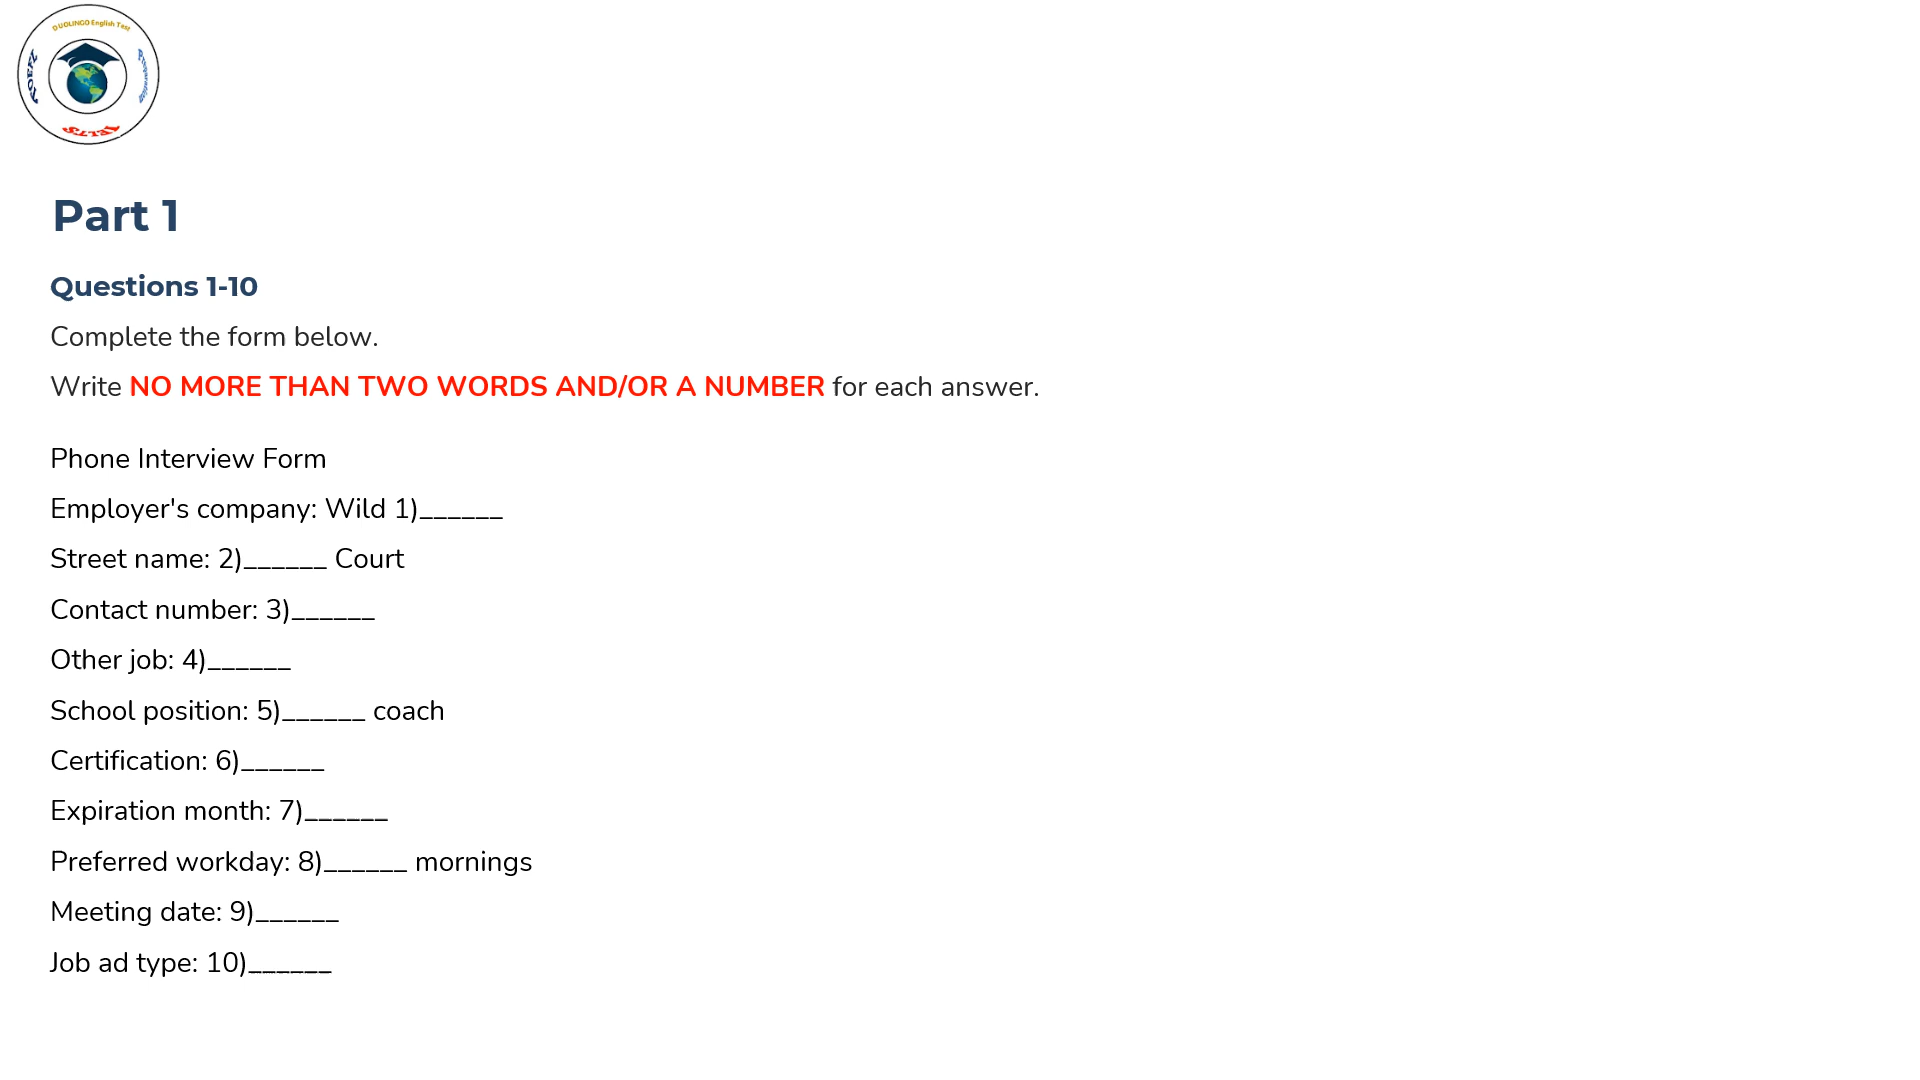 DUOLINGO English Test
IELTS
Part 1
Questions 1-10
Complete the form below.
Write NO MORE THAN TWO WORDS AND/OR A NUMBER for each answer.
Phone Interview Form
Employer's company: Wild 1)______
Street name: 2)______ Court
Contact number: 3)______
Other job: 4)______
School position: 5)______ coach
Certification: 6)______
Expiration month: 7)______
Preferred workday: 8)______ mornings
Meeting date: 9)______
Job ad type: 10)______